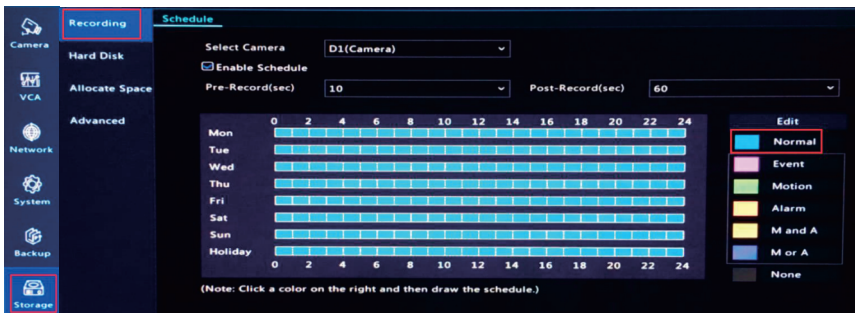 Camera
VCA
Network
System
Backup
Storage
Recording
Hard Disk
Allocate Space
Advanced
Schedule
Select Camera D1(Camera)
Enable Schedule
Pre-Record(sec) 10 Post-Record(sec) 60
0 2 4 6 8 10 12 14 16 18 20 22 24
Mon
Tue
Wed
Thu
Fri
Sat
Sun
Holiday
0 2 4 6 8 10 12 14 16 18 20 22 24
(Note: Click a color on the right and then draw the schedule.)
Edit
Normal
Event
Motion
Alarm
M and A
M or A
None